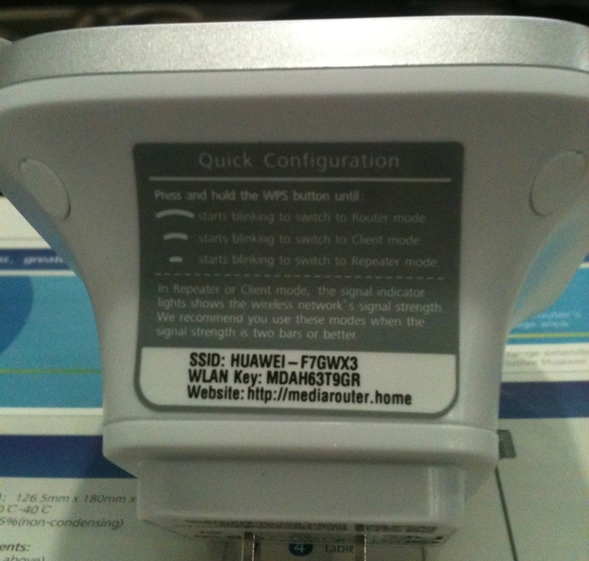 Quick Configuration
Press and hold the WPS button until:
starts blinking to switch to Router mode.
starts blinking to switch to Client mode.
starts blinking to switch to Repeater mode.
In Repeater or Client mode, the signal indicator
lights shows the wireless network's signal strength.
We recommend you use these modes when the
signal strength is two bars or better.
SSID: HUAWEI-F7GWX3
WLAN Key: MDAH63T9GR
Website: http://mediarouter.home
126.5mm x 180mm x
0℃-40℃
5%(non-condensing)
4 Table
ents:
above)